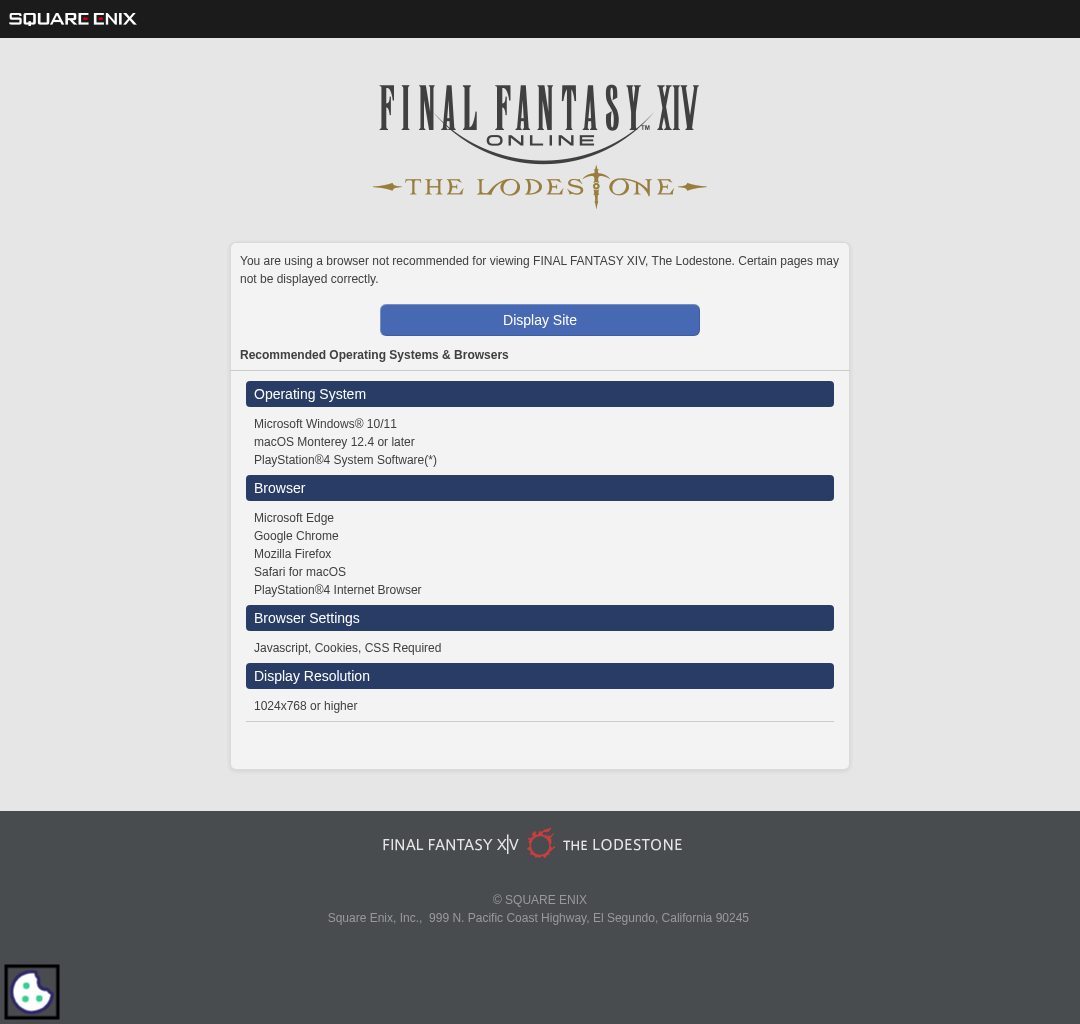 SQUARE ENIX
FINAL FANTASY XIV
TM
ONLINE
THE LODESTONE
You are using a browser not recommended for viewing FINAL FANTASY XIV, The Lodestone. Certain pages may
not be displayed correctly.
Display Site
Recommended Operating Systems & Browsers
Operating System
Microsoft Windows® 10/11
macOS Monterey 12.4 or later
PlayStation®4 System Software(*)
Browser
Microsoft Edge
Google Chrome
Mozilla Firefox
Safari for macOS
PlayStation®4 Internet Browser
Browser Settings
Javascript, Cookies, CSS Required
Display Resolution
1024x768 or higher
FINAL FANTASY XIV THE LODESTONE
© SQUARE ENIX
Square Enix, Inc.,  999 N. Pacific Coast Highway, El Segundo, California 90245